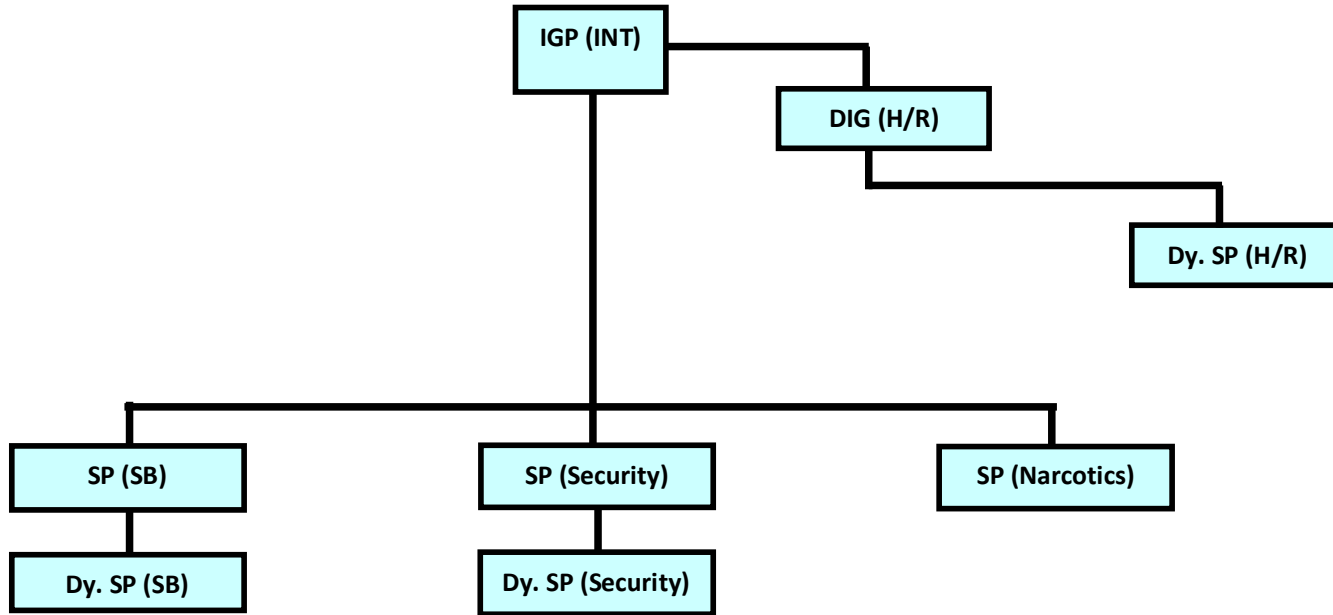 IGP (INT)
DIG (H/R)
Dy. SP (H/R)
SP (SB)
SP (Security)
SP (Narcotics)
Dy. SP (SB)
Dy. SP (Security)